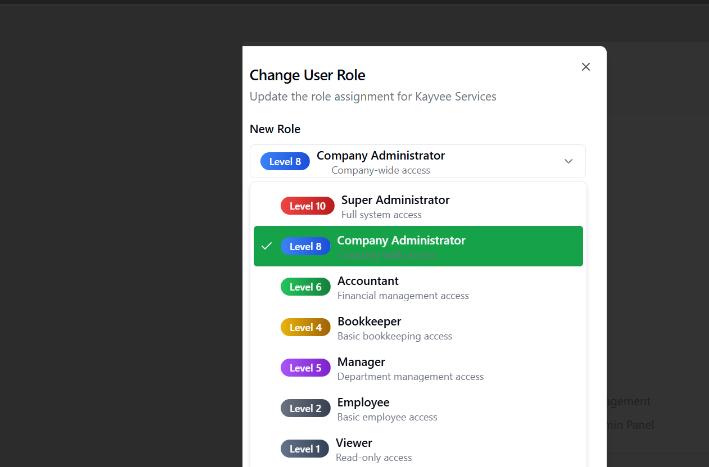 Change User Role
Update the role assignment for Kayvee Services
New Role
Level 8 Company Administrator
Company-wide access
Level 10 Super Administrator
Full system access
Level 8 Company Administrator
Company-wide access
Level 6 Accountant
Financial management access
Level 4 Bookkeeper
Basic bookkeeping access
Level 5 Manager
Department management access
Level 2 Employee
Basic employee access
Level 1 Viewer
Read-only access
Panel